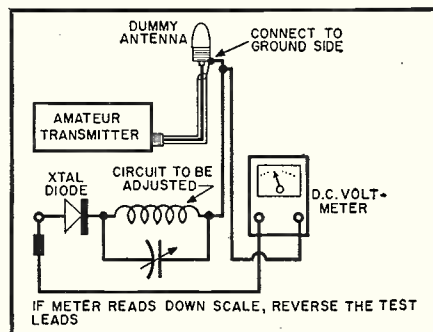 DUMMY
ANTENNA
CONNECT TO
GROUND SIDE
AMATEUR
TRANSMITTER
XTAL
DIODE
CIRCUIT TO BE
ADJUSTED
D.C. VOLT-
METER
IF METER READS DOWN SCALE, REVERSE THE TEST
LEADS